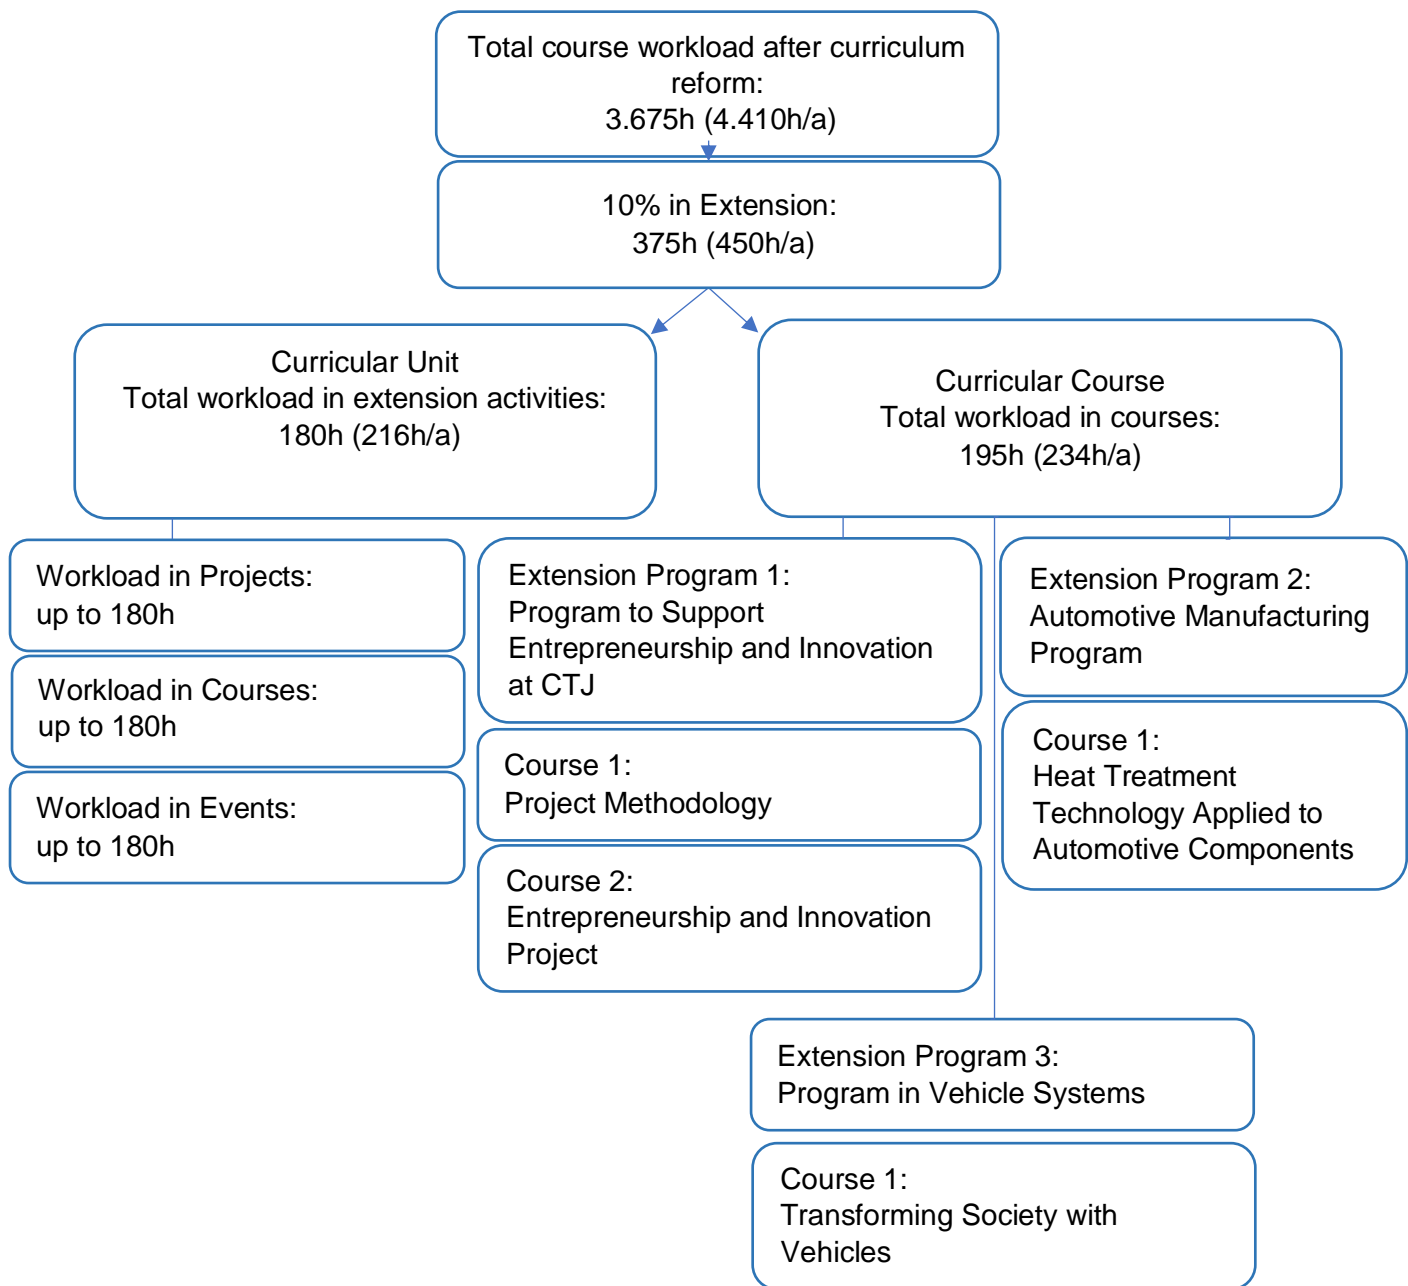 Total course workload after curriculum
reform:
3.675h (4.410h/a)
10% in Extension:
375h (450h/a)
Curricular Unit
Total workload in extension activities:
180h (216h/a)
Curricular Course
Total workload in courses:
195h (234h/a)
Workload in Projects:
up to 180h
Workload in Courses:
up to 180h
Workload in Events:
up to 180h
Extension Program 1:
Program to Support
Entrepreneurship and Innovation
at CTJ
Course 1:
Project Methodology
Course 2:
Entrepreneurship and Innovation
Project
Extension Program 2:
Automotive Manufacturing
Program
Course 1:
Heat Treatment
Technology Applied to
Automotive Components
Extension Program 3:
Program in Vehicle Systems
Course 1:
Transforming Society with
Vehicles